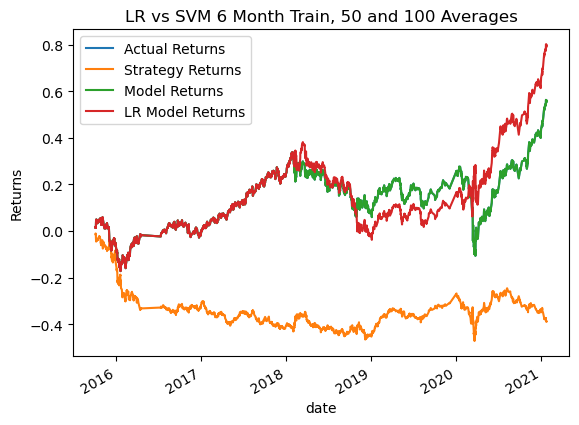 LR vs SVM 6 Month Train, 50 and 100 Averages
Actual Returns
Strategy Returns
Model Returns
LR Model Returns
Returns
0.8
0.6
0.4
0.2
0.0
−0.2
−0.4
2016
2017
2018
2019
2020
2021
date